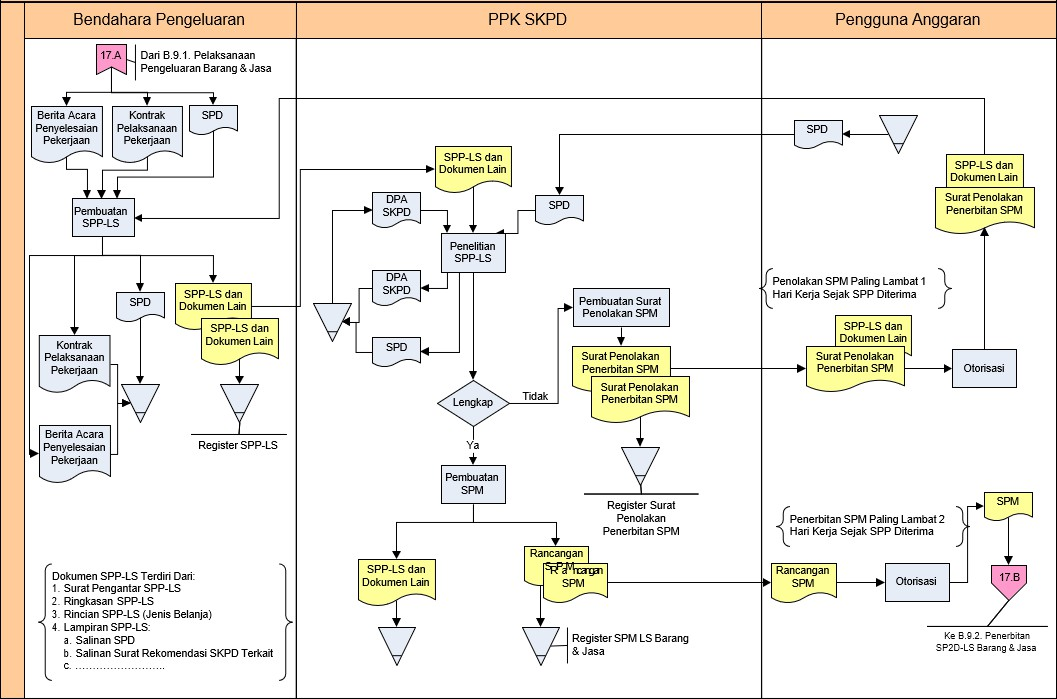 Bendahara Pengeluaran
PPK SKPD
Pengguna Anggaran
17.A
Dari B.9.1. Pelaksanaan
Pengeluaran Barang & Jasa
Berita Acara
Penyelesaian
Pekerjaan
Kontrak
Pelaksanaan
Pekerjaan
SPD
Pembuatan
SPP-LS
SPD
SPP-LS dan
Dokumen Lain
SPP-LS dan
Dokumen Lain
Kontrak
Pelaksanaan
Pekerjaan
Berita Acara
Penyelesaian
Pekerjaan
Register SPP-LS
Dokumen SPP-LS Terdiri Dari:
1. Surat Pengantar SPP-LS
2. Ringkasan SPP-LS
3. Rincian SPP-LS (Jenis Belanja)
4. Lampiran SPP-LS:
a. Salinan SPD
b. Salinan Surat Rekomendasi SKPD Terkait
c. ..............................
SPP-LS dan
Dokumen Lain
DPA
SKPD
SPD
Penelitian
SPP-LS
DPA
SKPD
SPD
Lengkap
Tidak
Ya
Pembuatan Surat
Penolakan SPM
Surat Penolakan
Penerbitan SPM
Surat Penolakan
Penerbitan SPM
Register Surat
Penolakan
Penerbitan SPM
Pembuatan
SPM
SPP-LS dan
Dokumen Lain
Rancangan
SPM
Rancangan
SPM
Register SPM LS Barang
& Jasa
SPD
SPP-LS dan
Dokumen Lain
Surat Penolakan
Penerbitan SPM
Penolakan SPM Paling Lambat 1
Hari Kerja Sejak SPP Diterima
SPP-LS dan
Dokumen Lain
Surat Penolakan
Penerbitan SPM
Otorisasi
Penerbitan SPM Paling Lambat 2
Hari Kerja Sejak SPP Diterima
SPM
Rancangan
SPM
Otorisasi
17.B
Ke B.9.2. Penerbitan
SP2D-LS Barang & Jasa